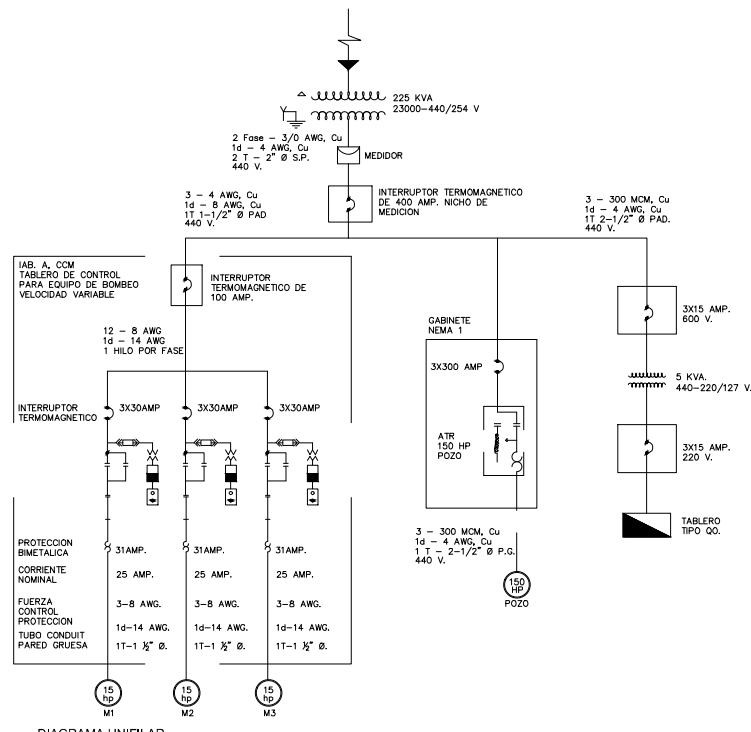 225 KVA
23000-440/254 V
2 Fase - 3/0 AWG, Cu
1d - 4 AWG, Cu
2 T - 2" Ø S.P.
440 V.
MEDIDOR
INTERRUPTOR TERMOMAGNETICO
DE 400 AMP. NICHO DE
MEDICION
3 - 4 AWG, Cu
1d - 8 AWG, Cu
1T 1-1/2" Ø PAD
440 V.
3 - 300 MCM, Cu
1d - 4 AWG, Cu
1T 2-1/2" Ø PAD.
440 V.
IAB. A, CCM
TABLERO DE CONTROL
PARA EQUIPO DE BOMBEO
VELOCIDAD VARIABLE
INTERRUPTOR
TERMOMAGNETICO DE
100 AMP.
12 - 8 AWG
1d - 14 AWG
1 HILO POR FASE
GABINETE
NEMA 1
3X300 AMP
ATR
150 HP
POZO
3X15 AMP.
600 V.
5 KVA.
440-220/127 V.
3X15 AMP.
220 V.
TABLERO
TIPO QO.
INTERRUPTOR
TERMOMAGNETICO
3X30AMP
3X30AMP
3X30AMP
3 - 300 MCM, Cu
1d - 4 AWG, Cu
1 T - 2-1/2" Ø P.G.
440 V.
150
HP
POZO
PROTECCION
BIMETALICA
31AMP.
31AMP.
31AMP.
CORRIENTE
NOMINAL
25 AMP.
25 AMP.
25 AMP.
FUERZA
CONTROL
PROTECCION
3-8 AWG.
3-8 AWG.
3-8 AWG.
1d-14 AWG.
1d-14 AWG.
1d-14 AWG.
TUBO CONDUIT
PARED GRUESA
1T-1 ½" Ø.
1T-1 ½" Ø.
1T-1 ½" Ø.
15
hp
M1
15
hp
M2
15
hp
M3
DIAGRAMA UNIFILAR